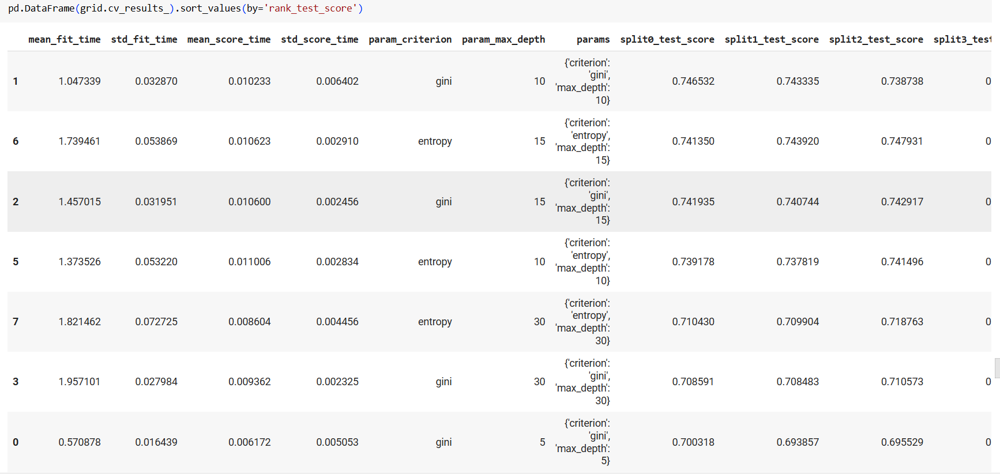 pd.DataFrame(grid.cv_results_).sort_values(by='rank_test_score')
mean_fit_time std_fit_time mean_score_time std_score_time param_criterion param_max_depth params split0_test_score split1_test_score split2_test_score split3_test
1 1.047339 0.032870 0.010233 0.006402 gini 10 {'criterion': 'gini', 'max_depth': 10} 0.746532 0.743335 0.738738 0
6 1.739461 0.053869 0.010623 0.002910 entropy 15 {'criterion': 'entropy', 'max_depth': 15} 0.741350 0.743920 0.747931 0
2 1.457015 0.031951 0.010600 0.002456 gini 15 {'criterion': 'gini', 'max_depth': 15} 0.741935 0.740744 0.742917 0
5 1.373526 0.053220 0.011006 0.002834 entropy 10 {'criterion': 'entropy', 'max_depth': 10} 0.739178 0.737819 0.741496 0
7 1.821462 0.072725 0.008604 0.004456 entropy 30 {'criterion': 'entropy', 'max_depth': 30} 0.710430 0.709904 0.718763 0
3 1.957101 0.027984 0.009362 0.002325 gini 30 {'criterion': 'gini', 'max_depth': 30} 0.708591 0.708483 0.710573 0
0 0.570878 0.016439 0.006172 0.005053 gini 5 {'criterion': 'gini', 'max_depth': 5} 0.700318 0.693857 0.695529 0